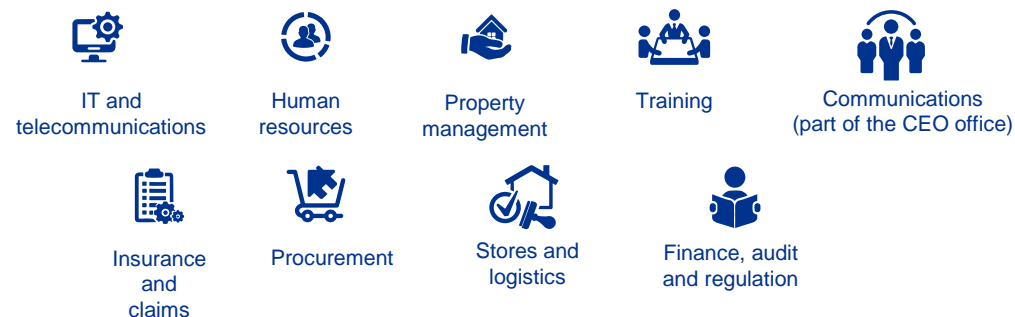 IT and
telecommunications
Human
resources
Property
management
Training
Communications
(part of the CEO office)
Insurance
and
claims
Procurement
Stores and
logistics
Finance, audit
and regulation